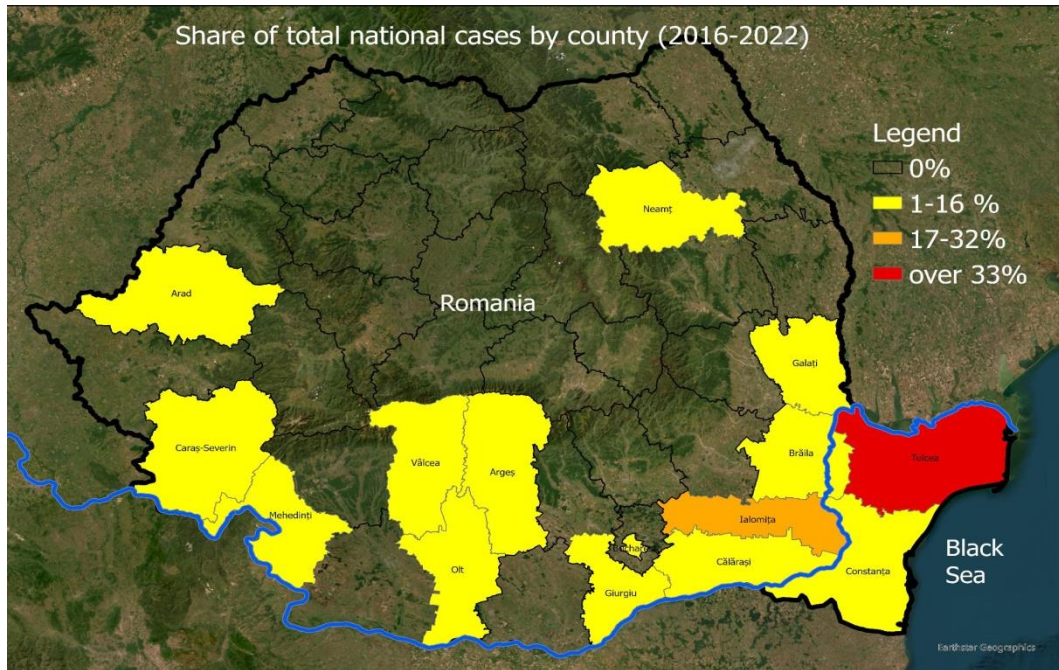 Share of total national cases by county (2016-2022)
Legend
0%
1-16 %
17-32%
over 33%
Neamț
Arad
Romania
Galați
Caraș-Severin
Vâlcea
Argeș
Brăila
Tulcea
Mehedinți
Ialomița
Olt
Călărași
Giurgiu
Constanța
Black
Sea
Earthstar Geographics